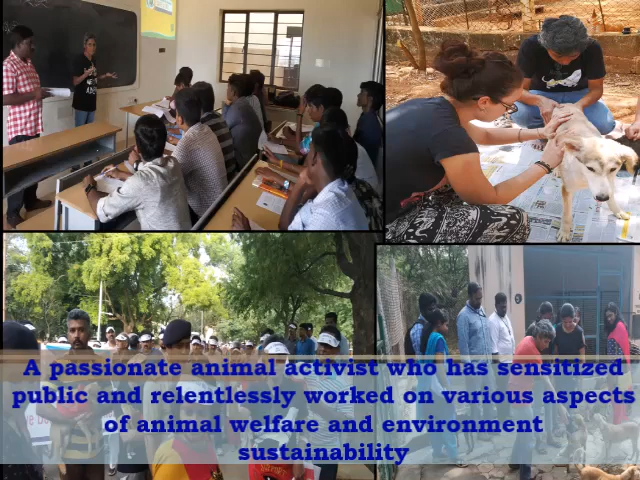 A passionate animal activist who has sensitized
public and relentlessly worked on various aspects
of animal welfare and environment
sustainability